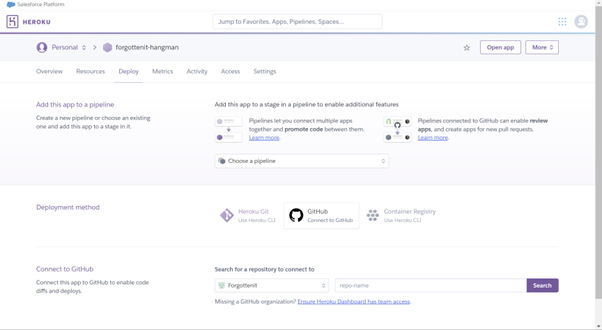 Salesforce Platform
HEROKU
Jump to Favorites, Apps, Pipelines, Spaces...
Personal
forgottenit-hangman
Open app
More
Overview
Resources
Deploy
Metrics
Activity
Access
Settings
Add this app to a pipeline
Create a new pipeline or choose an existing
one and add this app to a stage in it.
Add this app to a stage in a pipeline to enable additional features
Pipelines let you connect multiple apps
together and promote code between them.
Learn more.
Pipelines connected to GitHub can enable review
apps, and create apps for new pull requests.
Learn more.
Choose a pipeline
Deployment method
Heroku Git
Use Heroku CLI
GitHub
Connect to GitHub
Container Registry
Use Heroku CLI
Connect to GitHub
Connect this app to GitHub to enable code
diffs and deploys.
Search for a repository to connect to
Forgottenit
repo-name
Search
Missing a GitHub organization? Ensure Heroku Dashboard has team access.